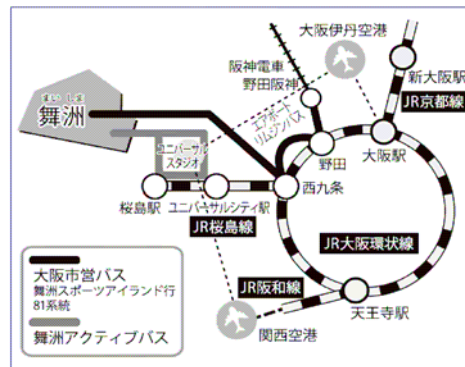 大阪伊丹空港
阪神電車
野田阪神
新大阪駅
JR京都線
まいしま
舞洲
エアポート
リムジンバス
ユニバーサル
スタジオ
野田
大阪駅
西九条
桜島駅
ユニバーサルシティ駅
JR桜島線
JR大阪環状線
JR阪和線
天王寺駅
関西空港
大阪市営バス
舞洲スポーツアイランド行
81系統
舞洲アクティブバス